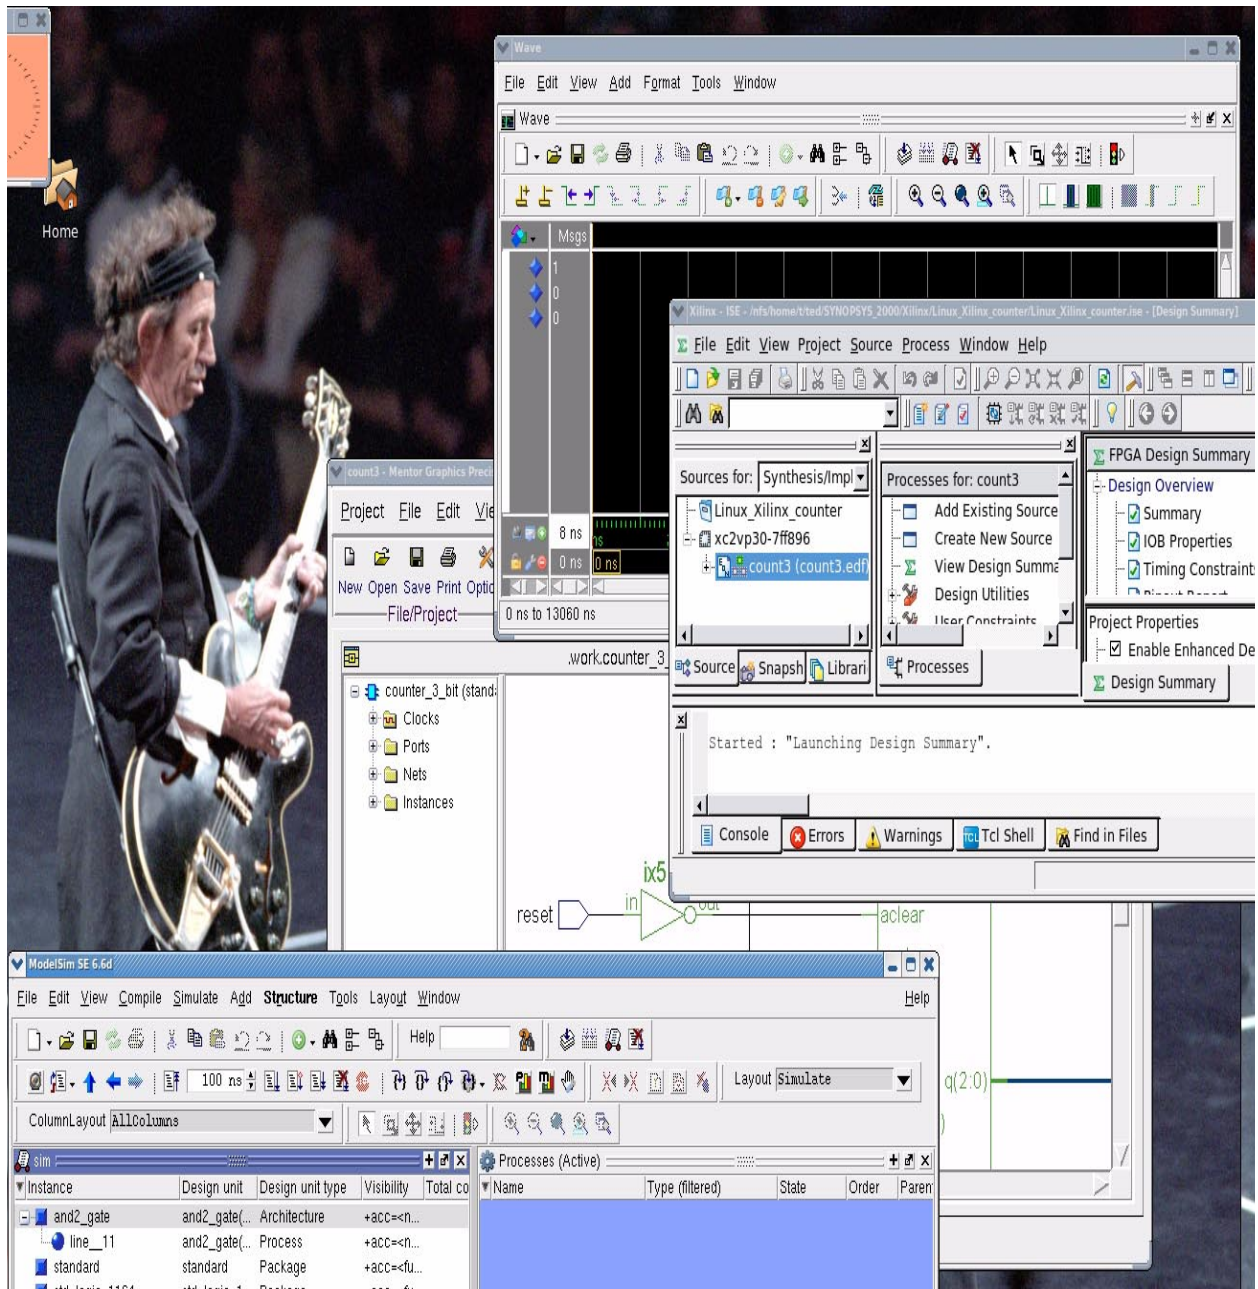 Home
Wave
File Edit View Add Format Tools Window
Wave
Msgs
1
0
0
8 ns
0 ns
0 ns
0 ns to 13060 ns
Xilinx - ISE - /nfs/home/t/ted/SYNOPSYS_2000/Xilinx/Linux_Xilinx_counter/Linux_Xilinx_counter.ise - [Design Summary]
File Edit View Project Source Process Window Help
Sources for: Synthesis/Impl
Linux_Xilinx_counter
xc2vp30-7ff896
count3 (count3.edf)
Source Snapsh Librari
Processes for: count3
Add Existing Source
Create New Source
View Design Summa
Design Utilities
User Constraints
Processes
FPGA Design Summary
Design Overview
Summary
IOB Properties
Timing Constraints
Pinout Report
Project Properties
Enable Enhanced De
Design Summary
Started : "Launching Design Summary".
Console Errors Warnings Tcl Shell Find in Files
count3 - Mentor Graphics Precis
Project File Edit Vie
New Open Save Print Optio
File/Project
.work.counter_3_
counter_3_bit (stand
Clocks
Ports
Nets
Instances
ix5
reset in out aclear
q(2:0)
ModelSim SE 6.6d
File Edit View Compile Simulate Add Structure Tools Layout Window Help
Help
100 ns Layout Simulate
ColumnLayout AllColumns
sim
Instance Design unit Design unit type Visibility Total co
and2_gate and2_gate(... Architecture +acc=<n...
line__11 and2_gate(... Process +acc=<n...
standard standard Package +acc=<fu...
Processes (Active)
Name Type (filtered) State Order Paren